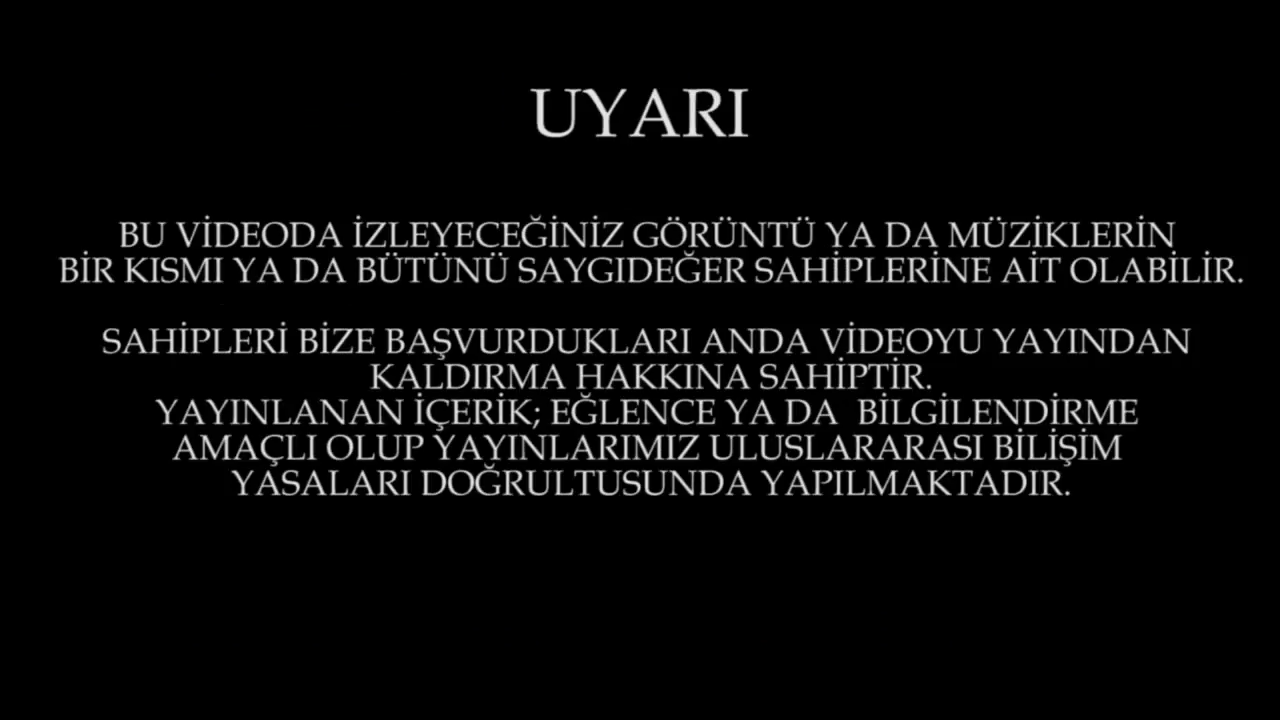 UYARI
BU VİDEODA İZLEYECEĞİNİZ GÖRÜNTÜ YA DA MÜZİKLERİN
BİR KISMI YA DA BÜTÜNÜ SAYGIDEĞER SAHİPLERİNE AİT OLABİLİR.
SAHİPLERİ BİZE BAŞVURDUKLARI ANDA VİDEOYU YAYINDAN
KALDIRMA HAKKINA SAHİPTİR.
YAYINLANAN İÇERİK; EĞLENCE YA DA BİLGİLENDİRME
AMAÇLI OLUP YAYINLARIMIZ ULUSLARARASI BİLİŞİM
YASALARI DOĞRULTUSUNDA YAPILMAKTADIR.